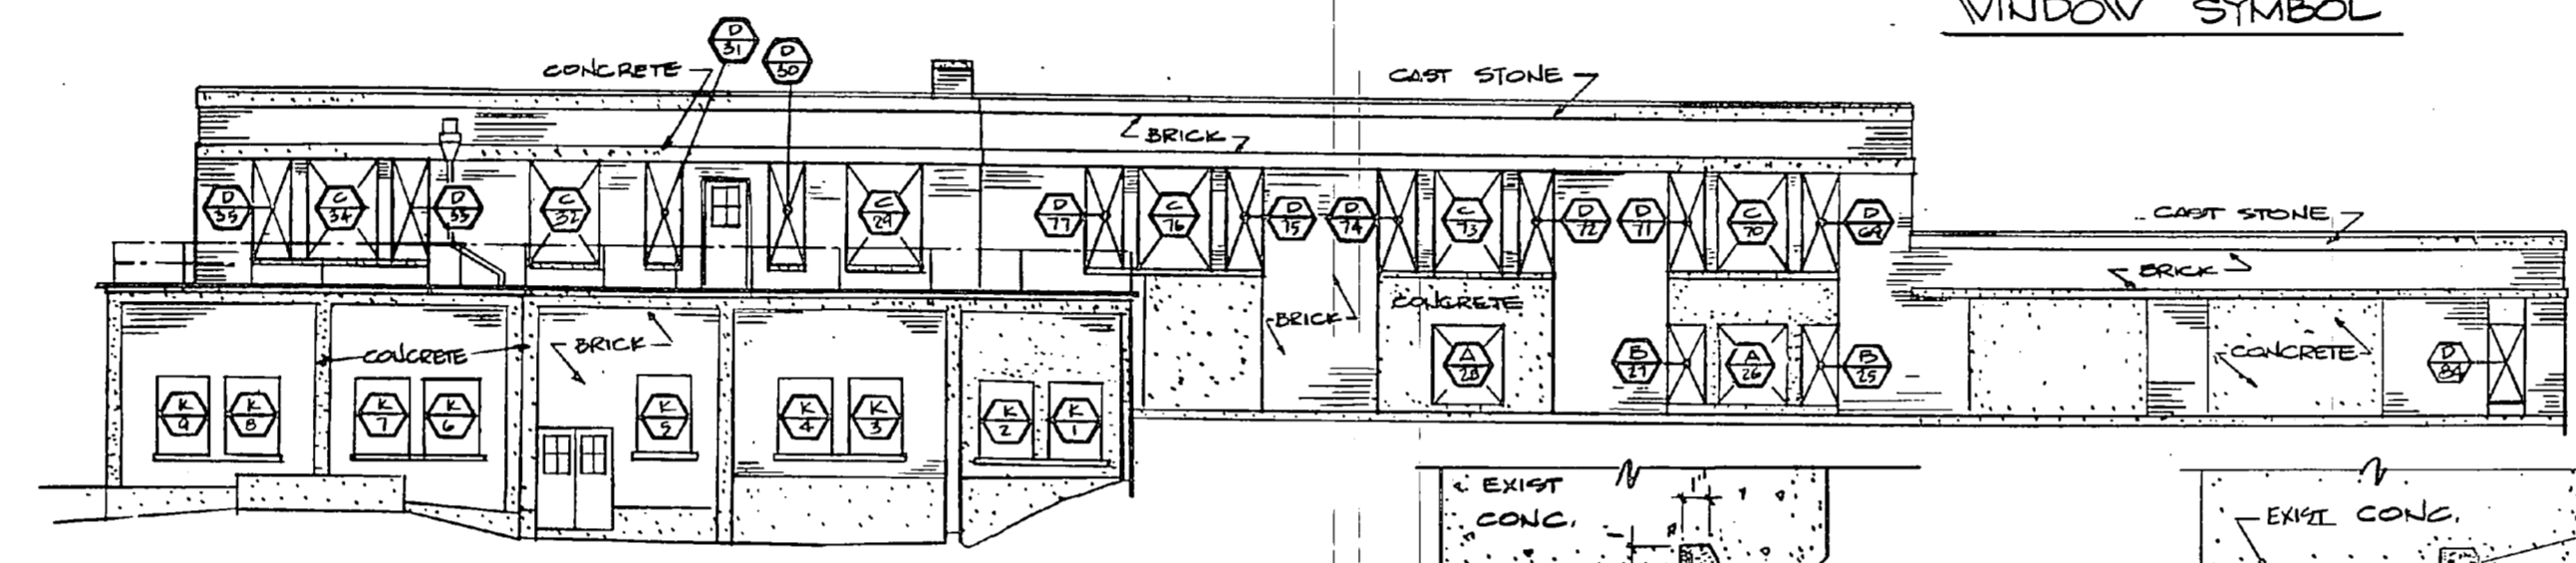 WINDOW SYMBOL
D
31
D
30
CONCRETE
CAST STONE
BRICK
D
35
C
34
D
33
C
32
C
29
D
77
C
76
D
75
D
74
C
73
D
72
D
71
C
70
D
69
CAST STONE
BRICK
CONCRETE
BRICK
CONCRETE
BRICK
CONCRETE
A
28
B
27
A
26
B
25
D
84
K
9
K
8
K
7
K
6
K
5
K
4
K
3
K
2
K
1
EXIST
CONC.
1"
EXIST CONC.